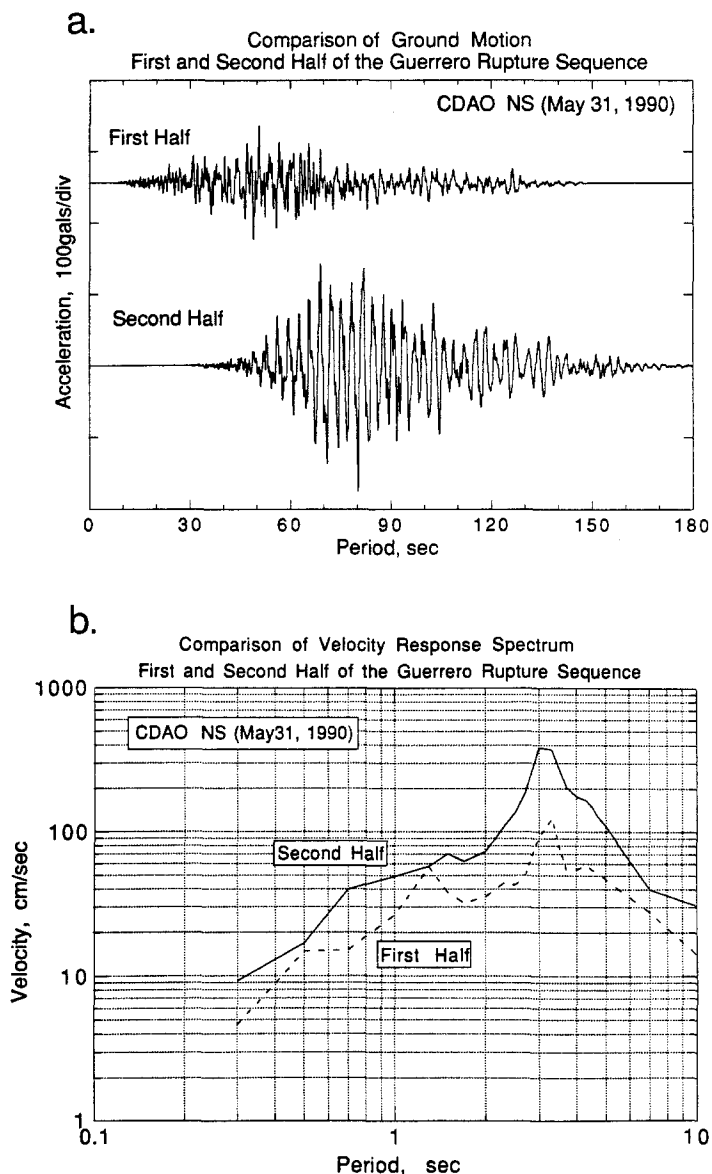 a.
Comparison of Ground Motion
First and Second Half of the Guerrero Rupture Sequence
CDAO NS (May 31, 1990)
First Half
Second Half
Acceleration, 100gals/div
0 30 60 90 120 150 180
Period, sec
b.
Comparison of Velocity Response Spectrum
First and Second Half of the Guerrero Rupture Sequence
1000
CDAO NS (May31, 1990)
100
Second Half
First Half
10
1
Velocity, cm/sec
0.1 1 10
Period, sec